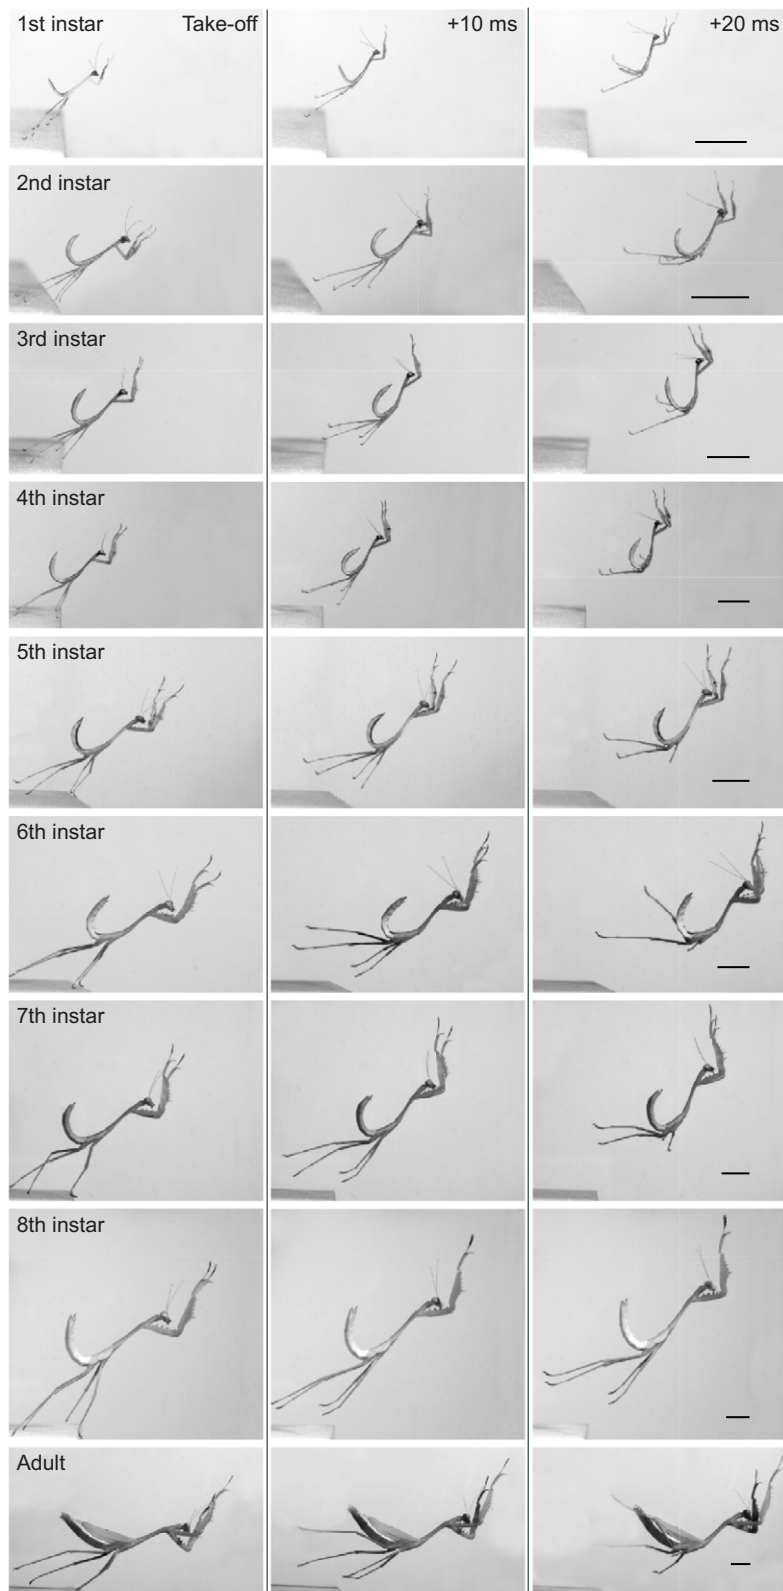 1st instar Take-off +10 ms +20 ms
2nd instar
3rd instar
4th instar
5th instar
6th instar
7th instar
8th instar
Adult